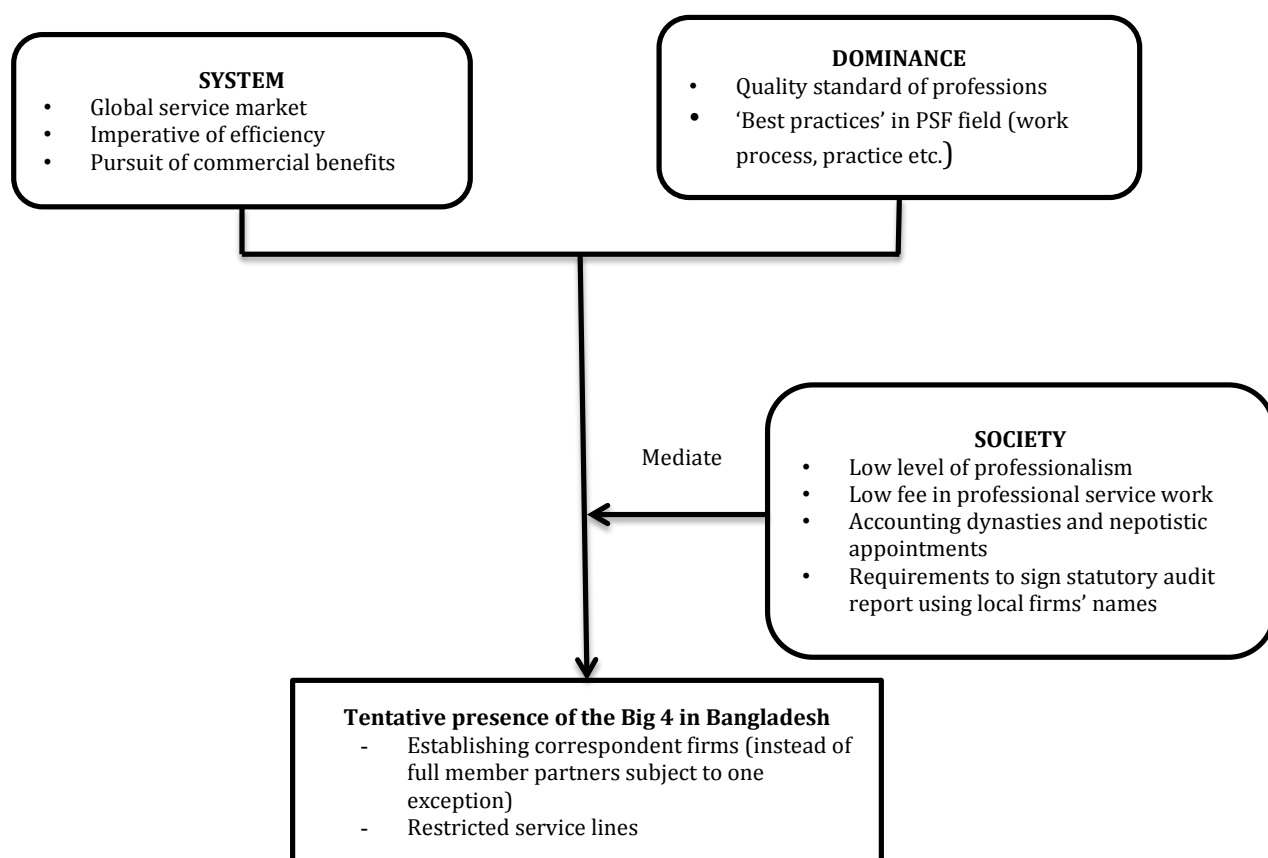 SYSTEM
• Global service market
• Imperative of efficiency
• Pursuit of commercial benefits
DOMINANCE
• Quality standard of professions
• ‘Best practices’ in PSF field (work
process, practice etc.)
Mediate
SOCIETY
• Low level of professionalism
• Low fee in professional service work
• Accounting dynasties and nepotistic
appointments
• Requirements to sign statutory audit
report using local firms’ names
Tentative presence of the Big 4 in Bangladesh
- Establishing correspondent firms (instead of
full member partners subject to one
exception)
- Restricted service lines